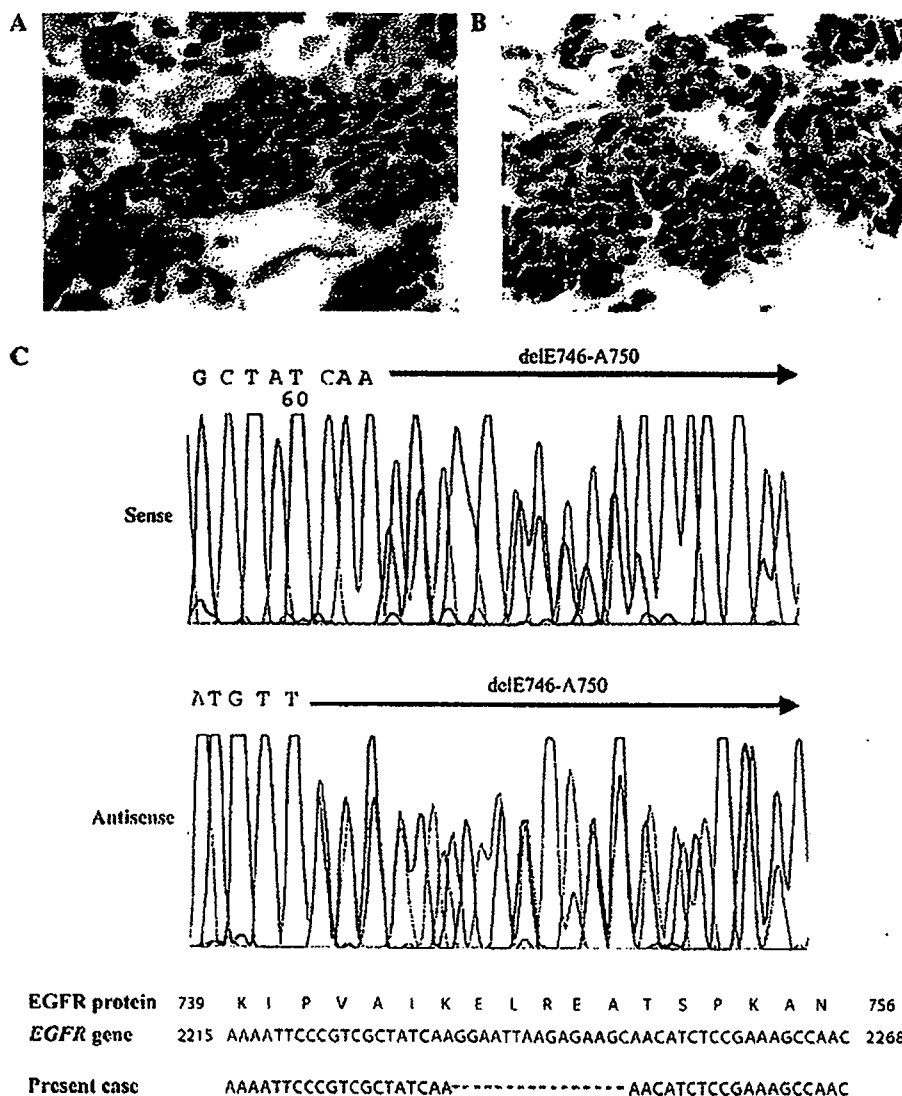 A
B
C
delE746-A750
G C T A T C A A
60
Sense
delE746-A750
A T G T T
Antisense
EGFR protein 739 K I P V A I K E L R E A T S P K A N 756
EGFR gene 2215 AAAATTCCCGTCGCTATCAAGGAATTAAGAGAAGCAACATCTCCGAAAGCCAAC 2268
Present case AAAATTCCCGTCGCTATCAA---------------AACATCTCCGAAAGCCAAC